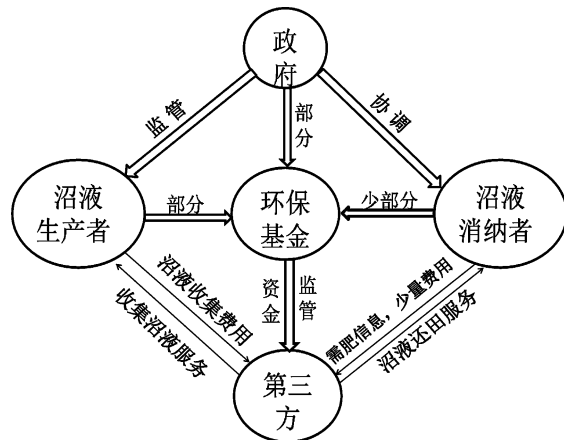 政
府
监管
部
分
协调
沼液
生产者
部分
环保
基金
少部分
沼液
消纳者
沼液收集费用
收集沼液服务
资
金
监
管
需肥信息，少量费用
沼液还田服务
第三
方